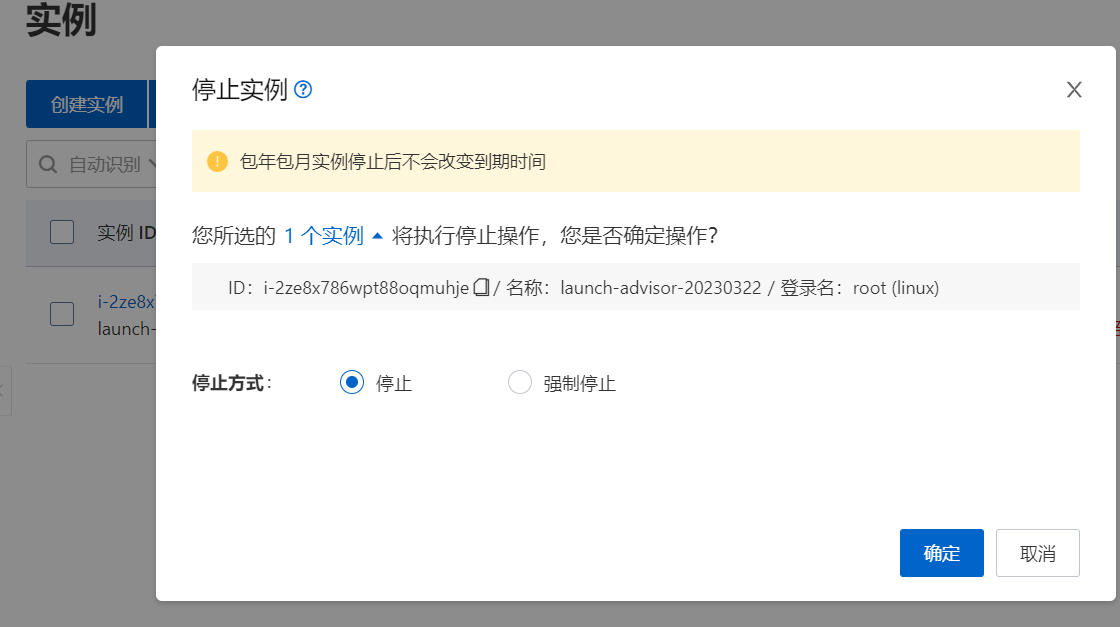 实例
停止实例
创建实例
包年包月实例停止后不会改变到期时间
自动识别
实例 ID
您所选的 1 个实例 将执行停止操作，您是否确定操作?
ID：i-2ze8x786wpt88oqmuhje / 名称：launch-advisor-20230322 / 登录名：root (linux)
i-2ze8x
launch-
停止方式：
停止
强制停止
确定
取消